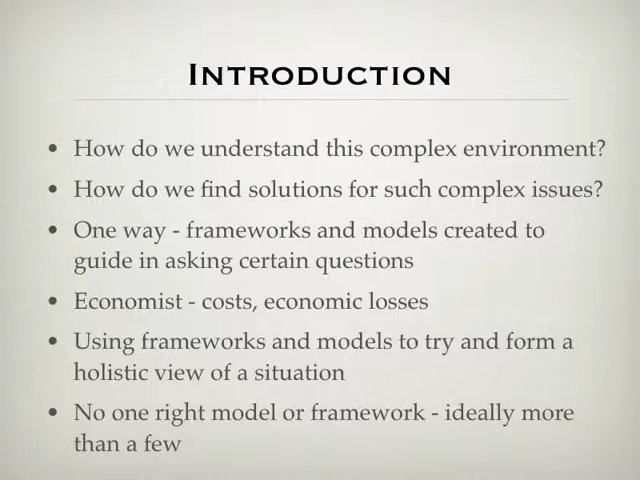 Introduction
• How do we understand this complex environment?
• How do we find solutions for such complex issues?
• One way - frameworks and models created to
guide in asking certain questions
• Economist - costs, economic losses
• Using frameworks and models to try and form a
holistic view of a situation
• No one right model or framework - ideally more
than a few